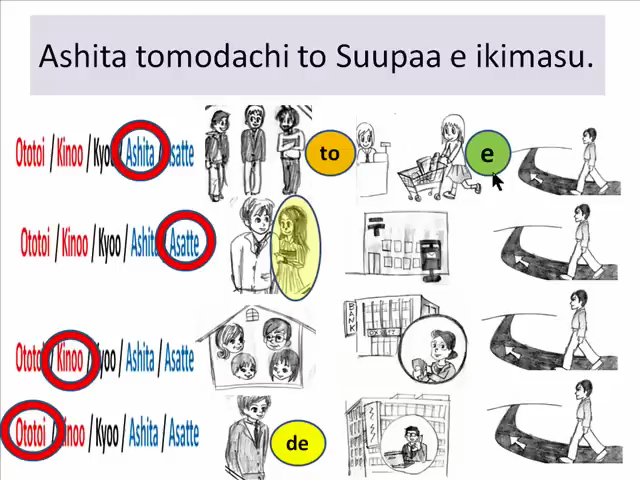 Ashita tomodachi to Suupaa e ikimasu.
Ototoi / Kinoo / Kyoo / Ashita / Asatte
to
e
Ototoi / Kinoo / Kyoo / Ashita / Asatte
Ototoi / Kinoo / Kyoo / Ashita / Asatte
BANK
Ototoi / Kinoo / Kyoo / Ashita / Asatte
de